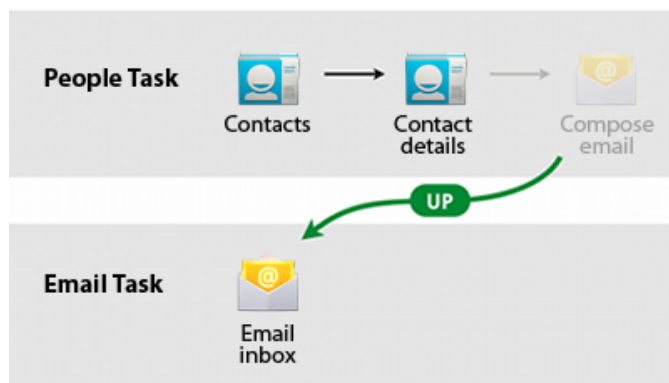 People Task
Contacts
Contact
details
Compose
email
UP
Email Task
Email
inbox